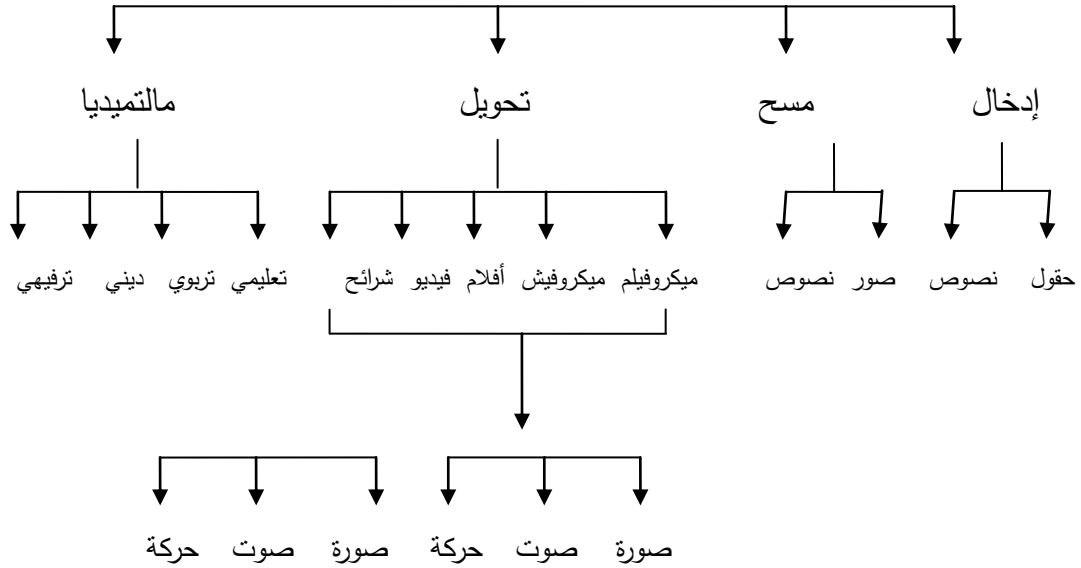 إدخال مسح تحويل مالتميديا
حقول نصوص صور نصوص ميكروفيلم ميكروفيش أفلام فيديو شرائح تعليمي تربوي ديني ترفيهي
صورة صوت حركة صورة صوت حركة